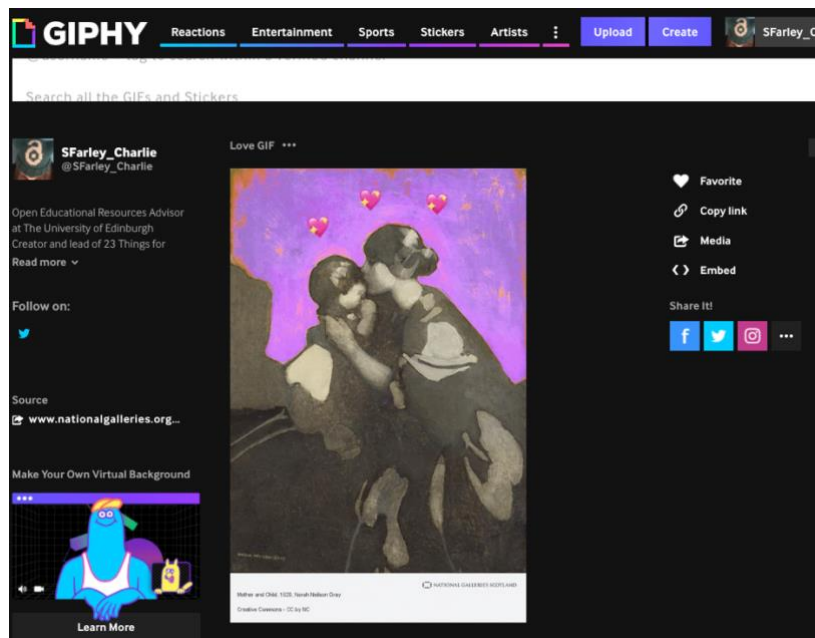 GIPHY
Reactions
Entertainment
Sports
Stickers
Artists
Upload
Create
SFarley_C
Search all the GIFs and Stickers
SFarley_Charlie
@SFarley_Charlie
Open Educational Resources Advisor
at The University of Edinburgh
Creator and lead of 23 Things for
Read more
Follow on:
Source
www.nationalgalleries.org...
Make Your Own Virtual Background
Learn More
Love GIF
NATIONAL GALLERIES SCOTLAND
Mother and Child, 1925, Norah Neilson Gray
Creative Commons - CC by NC
Favorite
Copy link
Media
Embed
Share It!